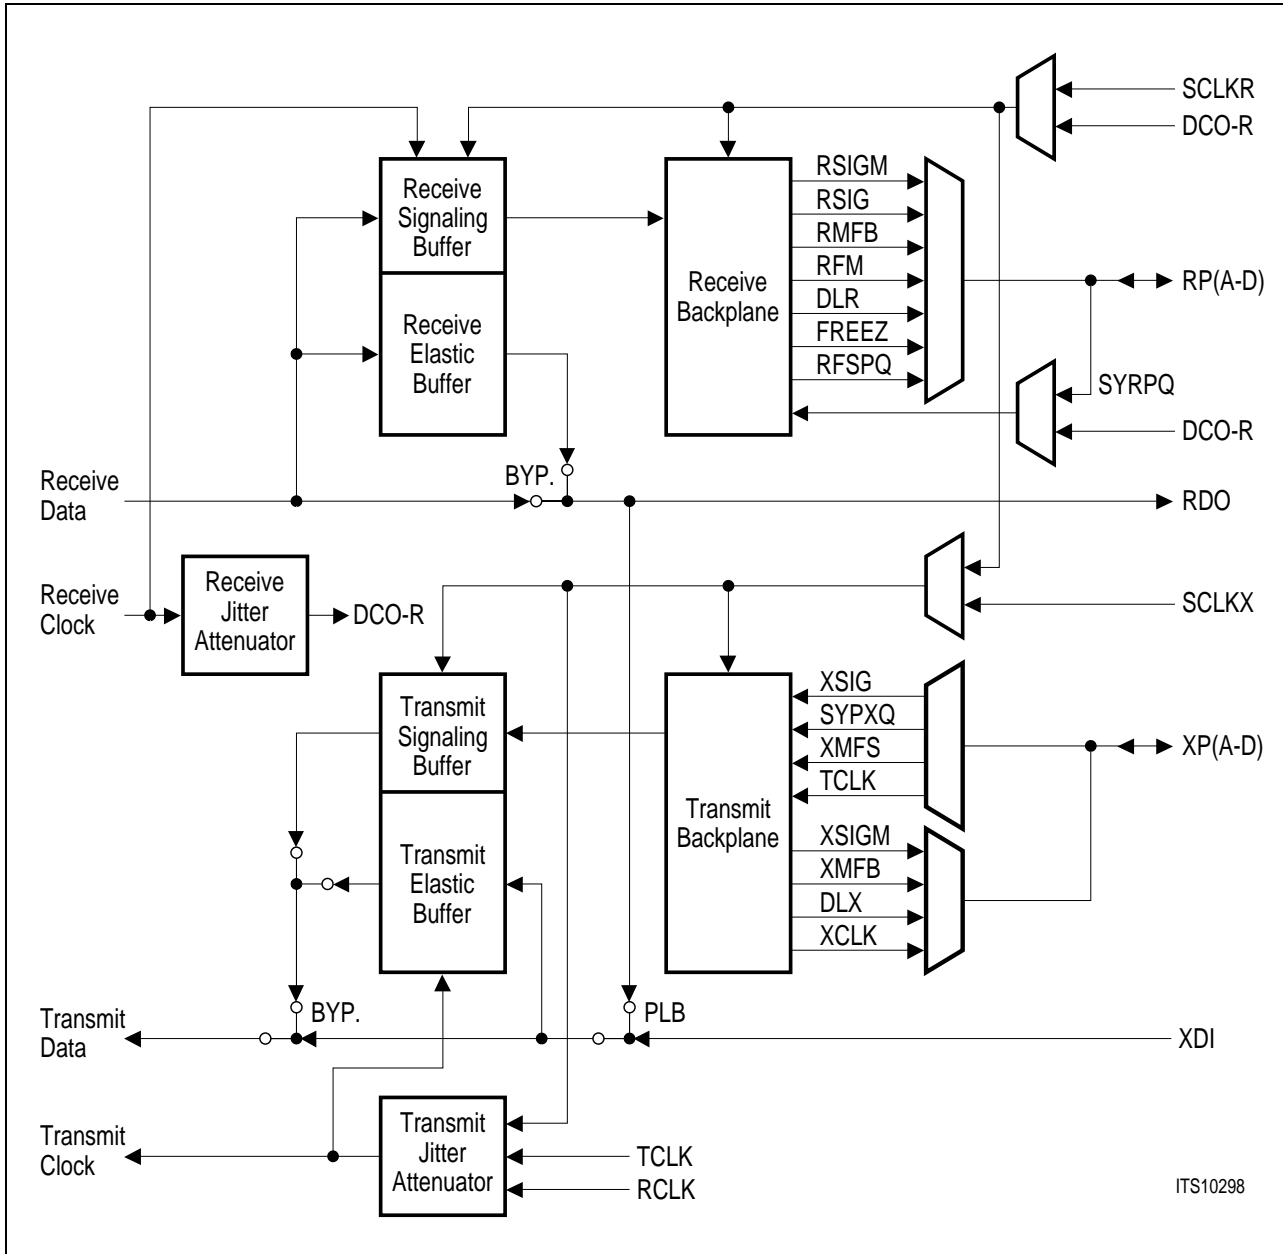 SCLKR
DCO-R
RSIGM
RSIG
RMFB
RFM
DLR
FREEZ
RFSPQ
Receive
Signaling
Buffer
Receive
Elastic
Buffer
Receive
Backplane
RP(A-D)
SYRPQ
DCO-R
Receive
Data
BYP.
RDO
Receive
Clock
Receive
Jitter
Attenuator
DCO-R
SCLKX
Transmit
Signaling
Buffer
Transmit
Elastic
Buffer
Transmit
Backplane
XSIG
SYPXQ
XMFS
TCLK
XSIGM
XMFB
DLX
XCLK
XP(A-D)
Transmit
Data
BYP.
PLB
XDI
Transmit
Clock
Transmit
Jitter
Attenuator
TCLK
RCLK
ITS10298